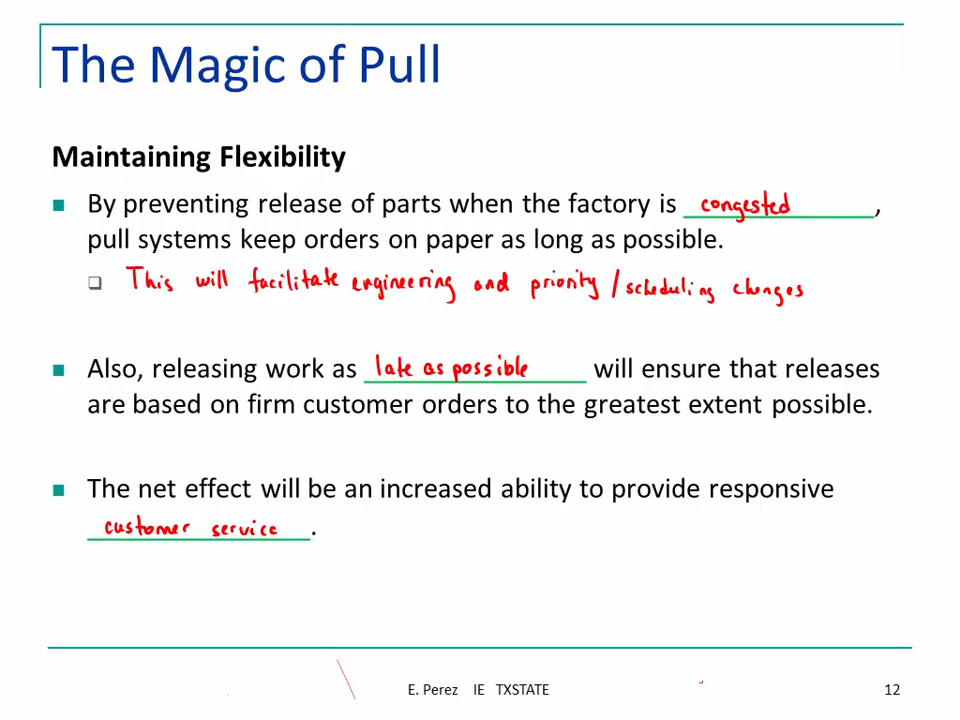 The Magic of Pull
Maintaining Flexibility
By preventing release of parts when the factory is congested,
pull systems keep orders on paper as long as possible.
This will facilitate engineering and priority / scheduling changes
Also, releasing work as late as possible will ensure that releases
are based on firm customer orders to the greatest extent possible.
The net effect will be an increased ability to provide responsive
customer service.
E. Perez IE TXSTATE 12